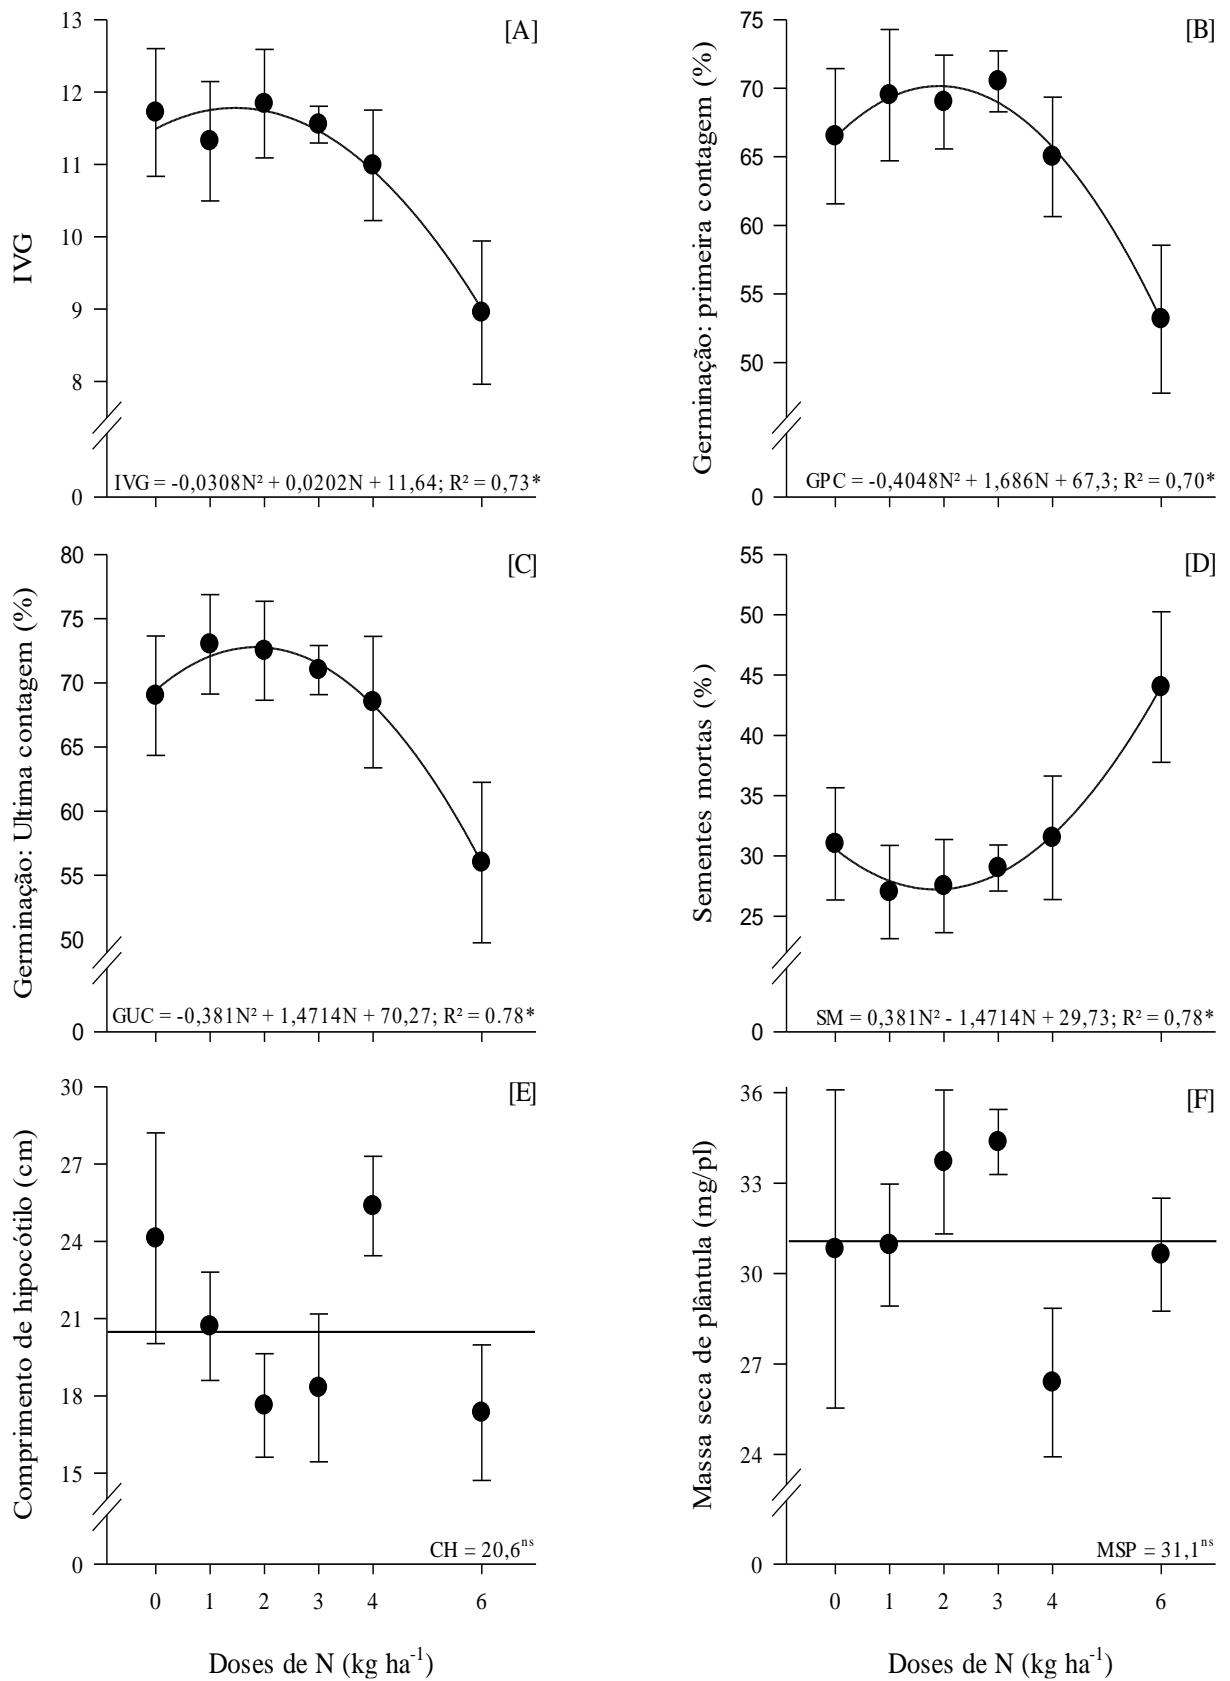 [A]
IVG
13
12
11
10
9
8
0
IVG = -0,0308N² + 0,0202N + 11,64; R² = 0,73*
[B]
Germinação: primeira contagem (%)
75
70
65
60
55
50
0
GPC = -0,4048N² + 1,686N + 67,3; R² = 0,70*
[C]
Germinação: Ultima contagem (%)
80
75
70
65
60
55
50
0
GUC = -0,381N² + 1,4714N + 70,27; R² = 0.78*
[D]
Sementes mortas (%)
55
50
45
40
35
30
25
0
SM = 0,381N² - 1,4714N + 29,73; R² = 0,78*
[E]
Comprimento de hipocótilo (cm)
30
27
24
21
18
15
0
CH = 20,6ⁿˢ
0 1 2 3 4 6
Doses de N (kg ha⁻¹)
[F]
Massa seca de plântula (mg/pl)
36
33
30
27
24
0
MSP = 31,1ⁿˢ
0 1 2 3 4 6
Doses de N (kg ha⁻¹)